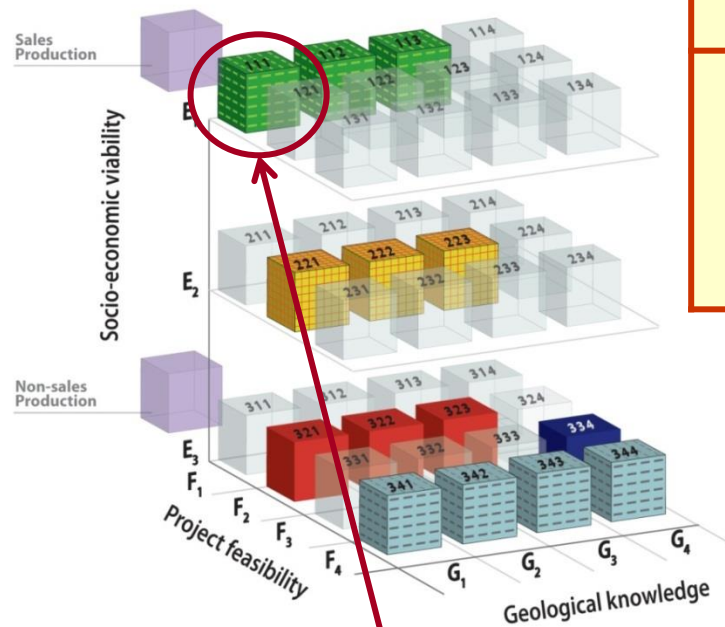 Sales
Production
111 112 113 114
121 122 123 124
131 132 133 134
E
Socio-economic viability
211 212 213 214
221 222 223 224
231 232 233 234
E2
Non-sales
Production
311 312 313 314
321 322 323 324
331 332 333 334
341 342 343 344
E3
F1
F2
F3
F4
Project feasibility
G1
G2
G3
G4
Geological knowledge